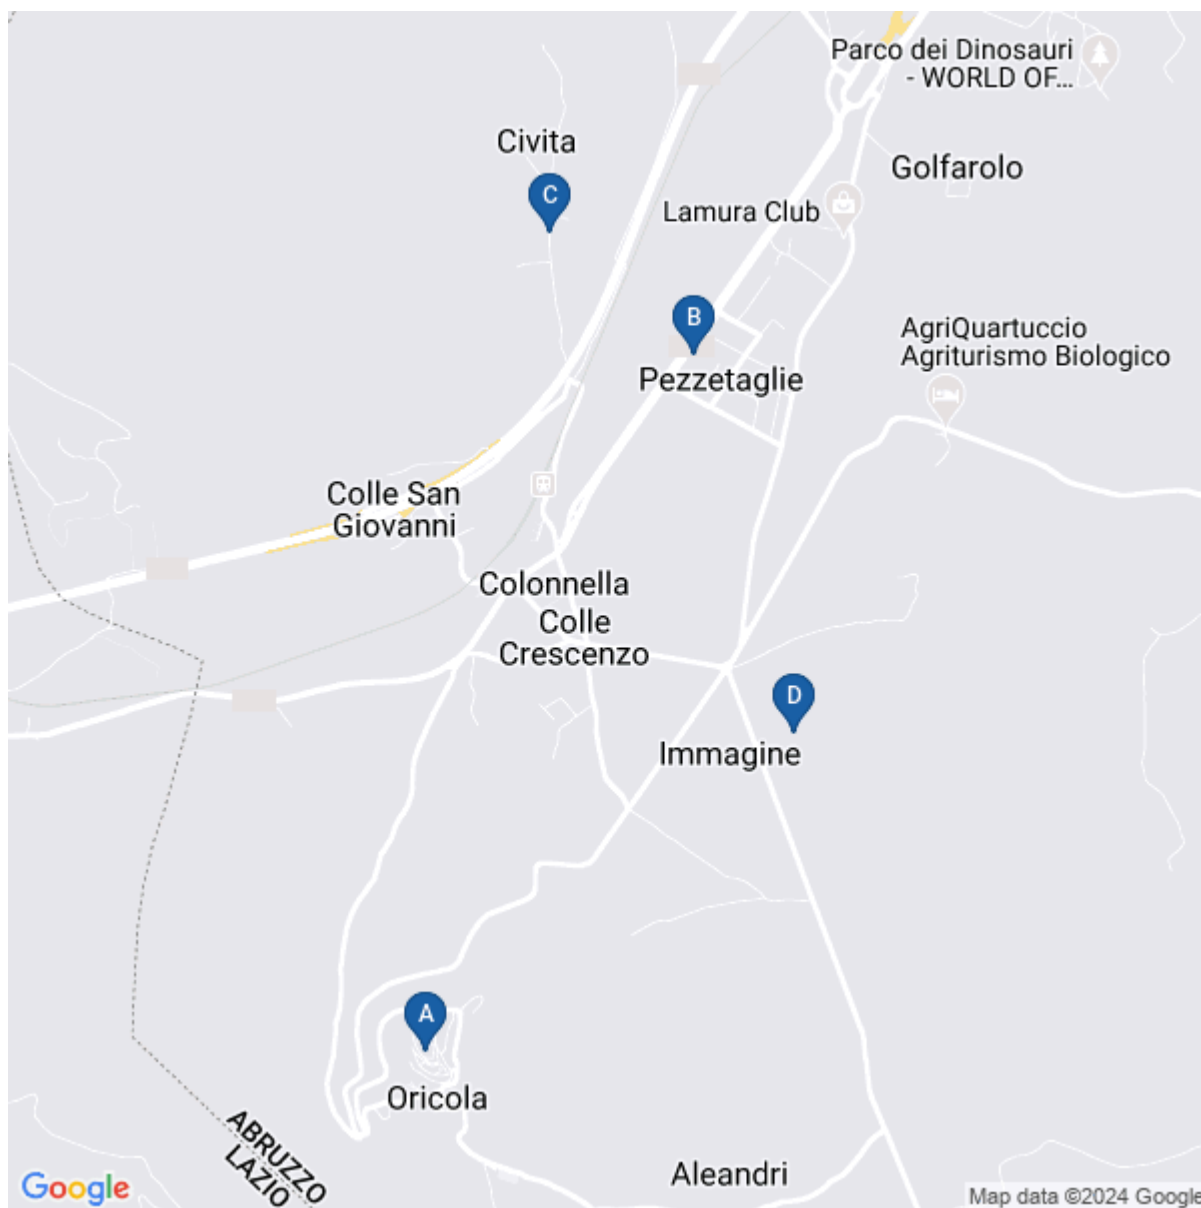 Parco dei Dinosauri
- WORLD OF...
Civita
C
Golfarolo
Lamura Club
B
AgriQuartuccio
Agriturismo Biologico
Pezzetaglie
Colle San
Giovanni
Colonnella
Colle
Crescenzo
D
Immagine
A
Oricola
ABRUZZO
LAZIO
Aleandri
Google
Map data ©2024 Google